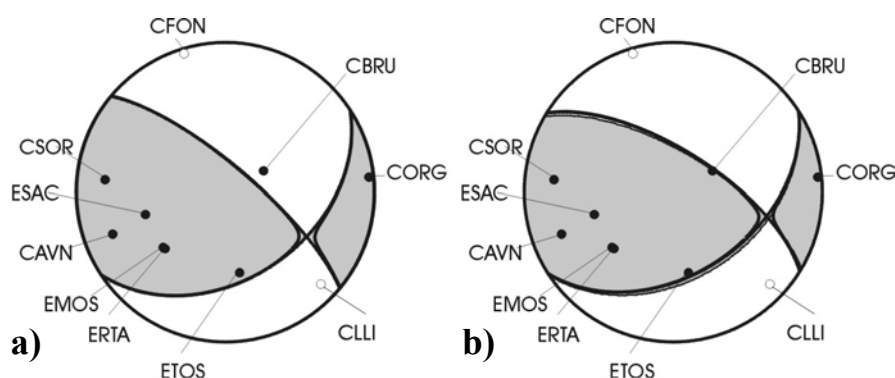 CFON
CBRU
CSOR
ESAC
CORG
CAVN
EMOS
ERTA
CLLI
ETOS
a)
CFON
CBRU
CSOR
ESAC
CORG
CAVN
EMOS
ERTA
CLLI
ETOS
b)